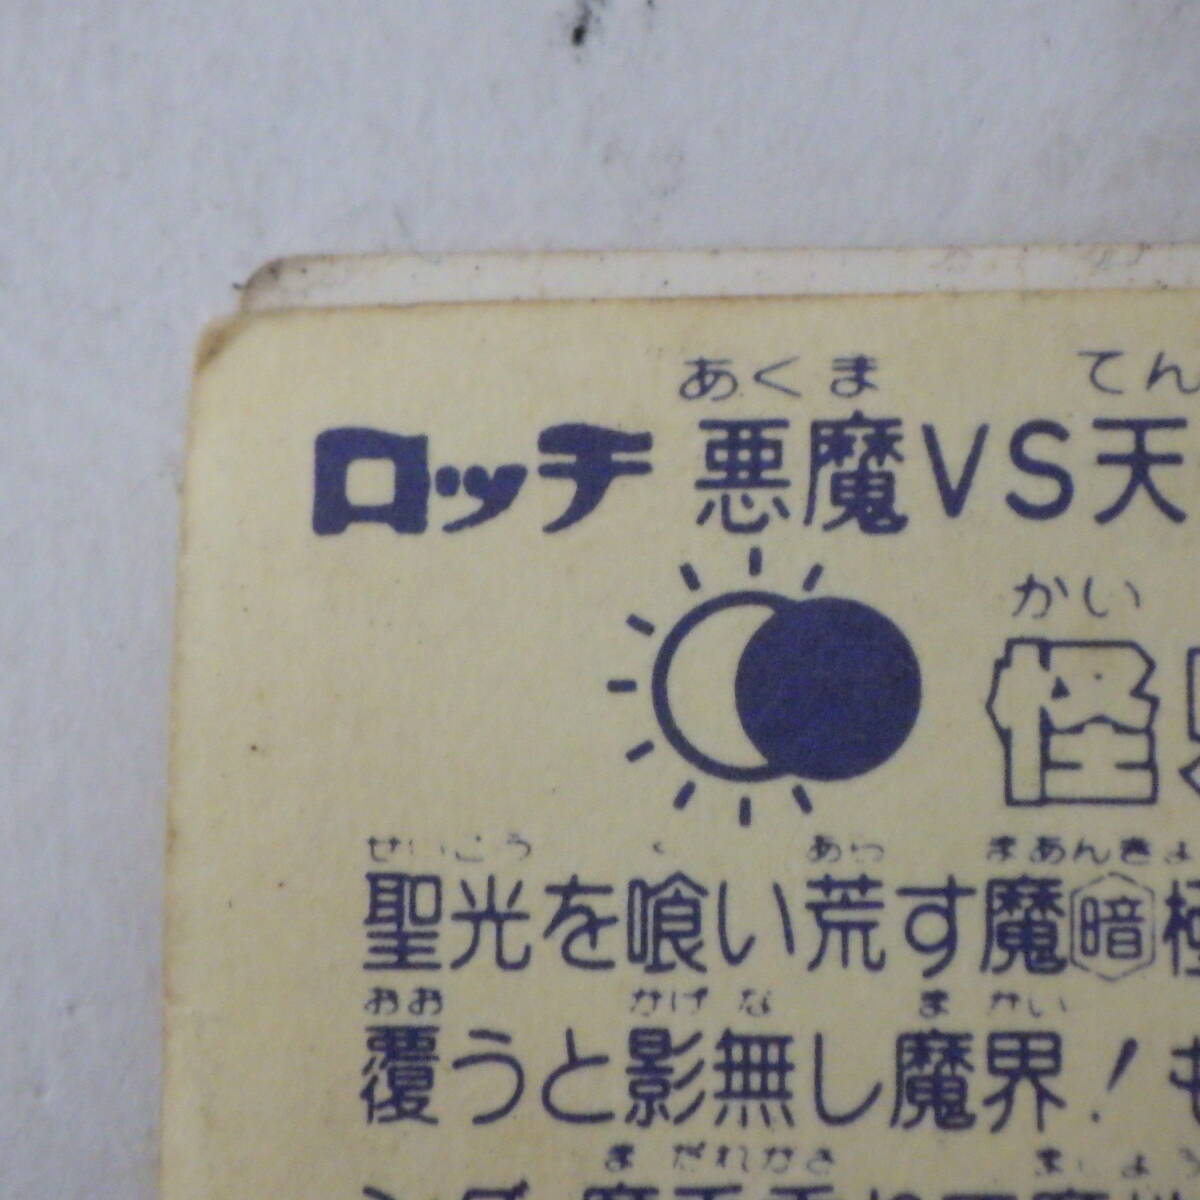 あくま てん
ロッチ 悪魔VS天
かい
怪
せいこう く あら まあんきょ
聖光を喰い荒す魔暗極
おお かげ な ま かい
覆うと影無し魔界！も